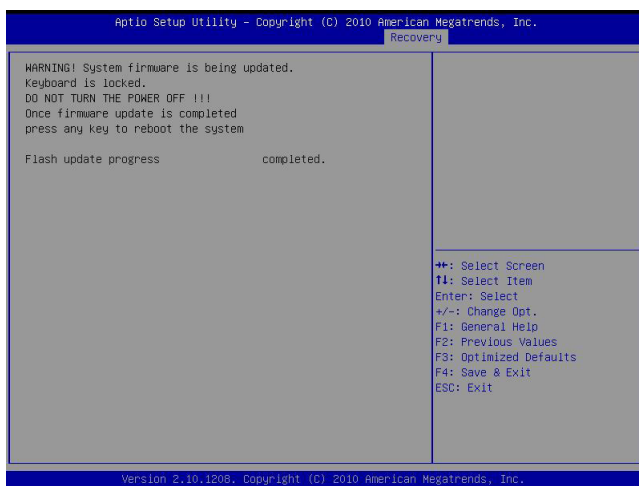 Aptio Setup Utility – Copyright (C) 2010 American Megatrends, Inc.
Recovery
WARNING! System firmware is being updated.
Keyboard is locked.
DO NOT TURN THE POWER OFF !!!
Once firmware update is completed
press any key to reboot the system
Flash update progress completed.
→←: Select Screen
↑↓: Select Item
Enter: Select
+/-: Change Opt.
F1: General Help
F2: Previous Values
F3: Optimized Defaults
F4: Save & Exit
ESC: Exit
Version 2.10.1208. Copyright (C) 2010 American Megatrends, Inc.